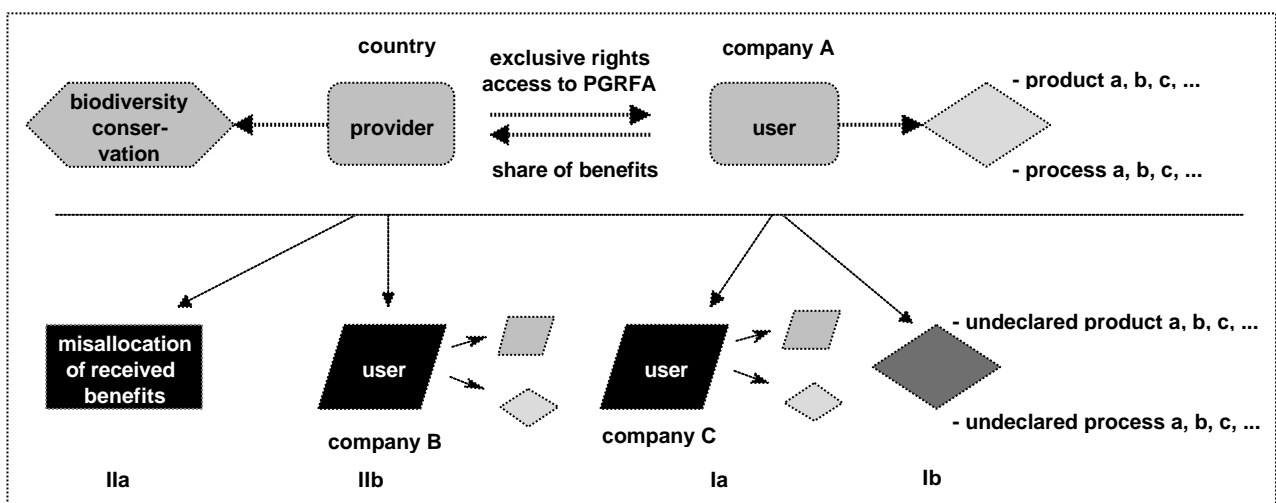 country
company A
exclusive rights
access to PGRFA
biodiversity
conser-
vation
provider
user
- product a, b, c, ...
- process a, b, c, ...
share of benefits
misallocation
of received
benefits
user
user
- undeclared product a, b, c, ...
- undeclared process a, b, c, ...
company B
company C
IIa
IIb
Ia
Ib